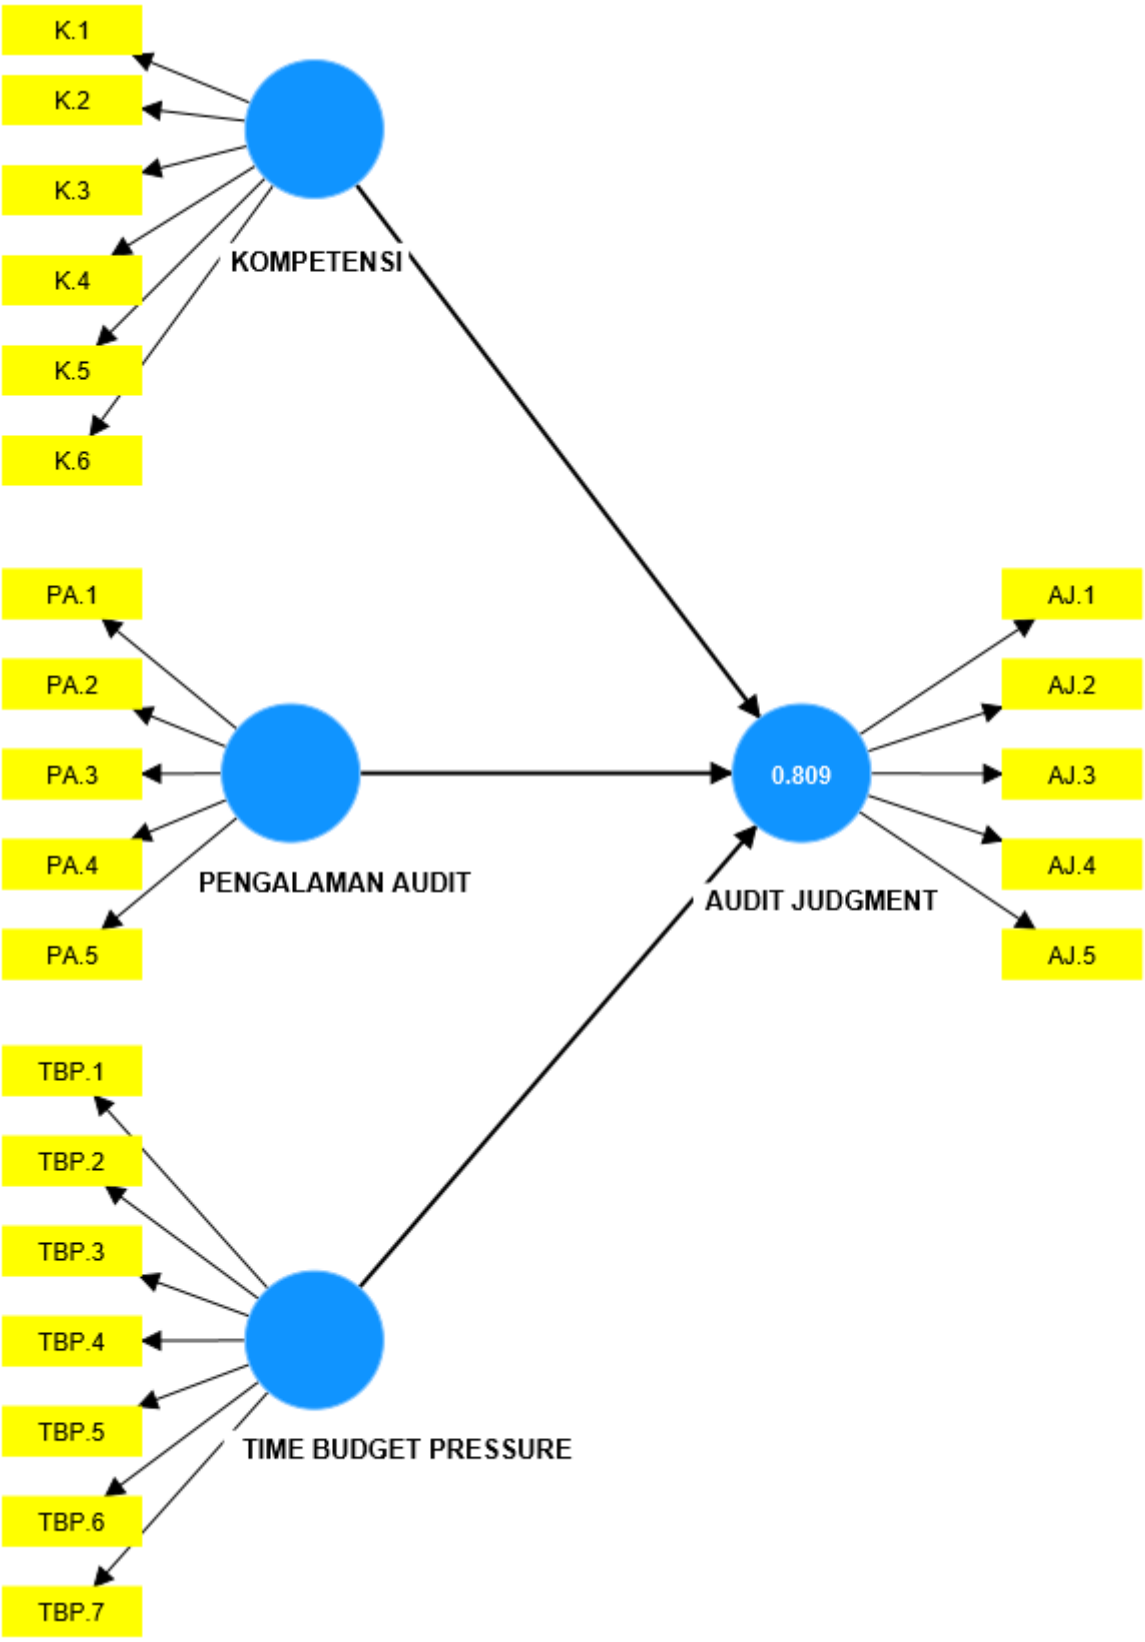 K.1
K.2
K.3
K.4
K.5
K.6
KOMPETENSI
PA.1
PA.2
PA.3
PA.4
PA.5
PENGALAMAN AUDIT
0.809
AUDIT JUDGMENT
AJ.1
AJ.2
AJ.3
AJ.4
AJ.5
TBP.1
TBP.2
TBP.3
TBP.4
TBP.5
TBP.6
TBP.7
TIME BUDGET PRESSURE